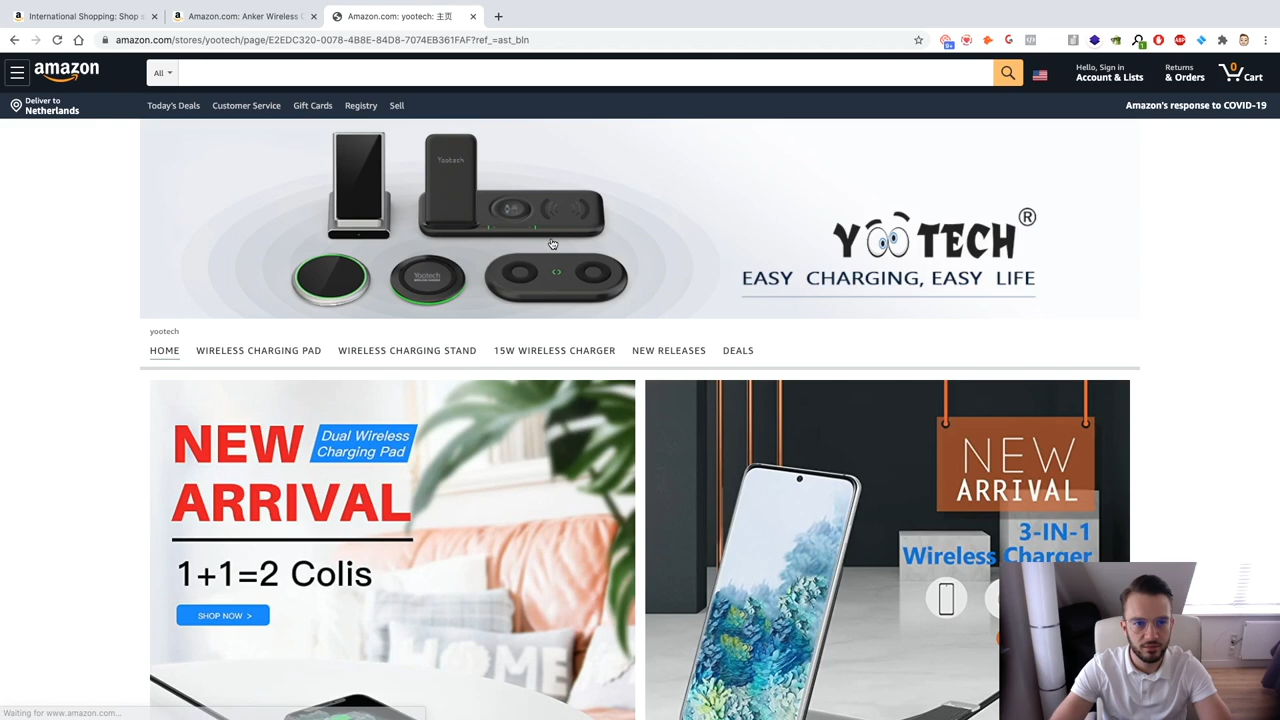 International Shopping: Shop
Amazon.com: Anker Wireless C
Amazon.com: yootech: 主页
amazon.com/stores/yootech/page/E2EDC320-0078-4B8E-84D8-7074EB361FAF?ref_=ast_bln
amazon
All
Hello, Sign in
Account & Lists
Returns
& Orders
0
Cart
Deliver to
Netherlands
Today's Deals
Customer Service
Gift Cards
Registry
Sell
Amazon's response to COVID-19
Yootech
Yootech
YOOTECH®
EASY CHARGING, EASY LIFE
yootech
HOME
WIRELESS CHARGING PAD
WIRELESS CHARGING STAND
15W WIRELESS CHARGER
NEW RELEASES
DEALS
NEW
Dual Wireless
Charging Pad
ARRIVAL
1+1=2 Colis
SHOP NOW >
HOME
NEW
ARRIVAL
3-IN-1
Wireless Charger
Waiting for www.amazon.com...